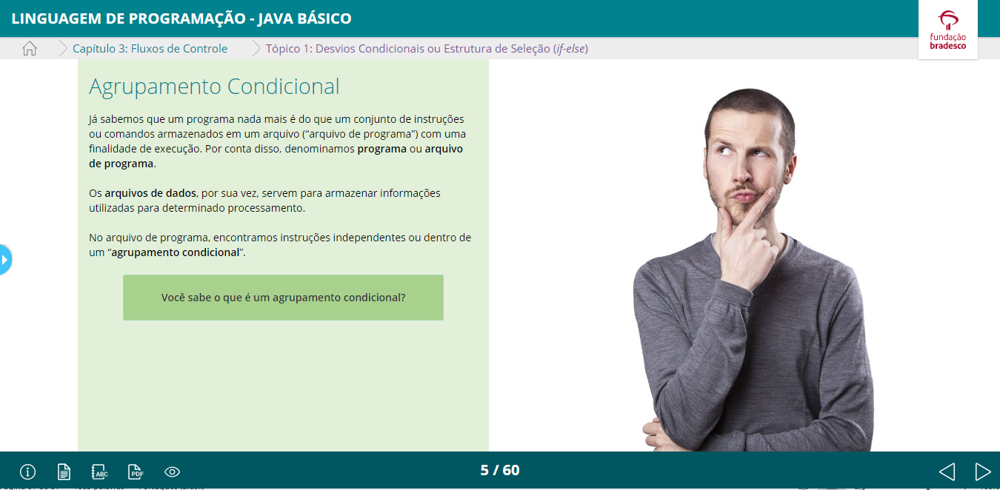 LINGUAGEM DE PROGRAMAÇÃO - JAVA BÁSICO
fundação
bradesco
Capítulo 3: Fluxos de Controle
Tópico 1: Desvios Condicionais ou Estrutura de Seleção (if-else)
Agrupamento Condicional
Já sabemos que um programa nada mais é do que um conjunto de instruções
ou comandos armazenados em um arquivo (“arquivo de programa”) com uma
finalidade de execução. Por conta disso, denominamos programa ou arquivo
de programa.
Os arquivos de dados, por sua vez, servem para armazenar informações
utilizadas para determinado processamento.
No arquivo de programa, encontramos instruções independentes ou dentro de
um “agrupamento condicional”.
Você sabe o que é um agrupamento condicional?
ABC
PDF
5 / 60